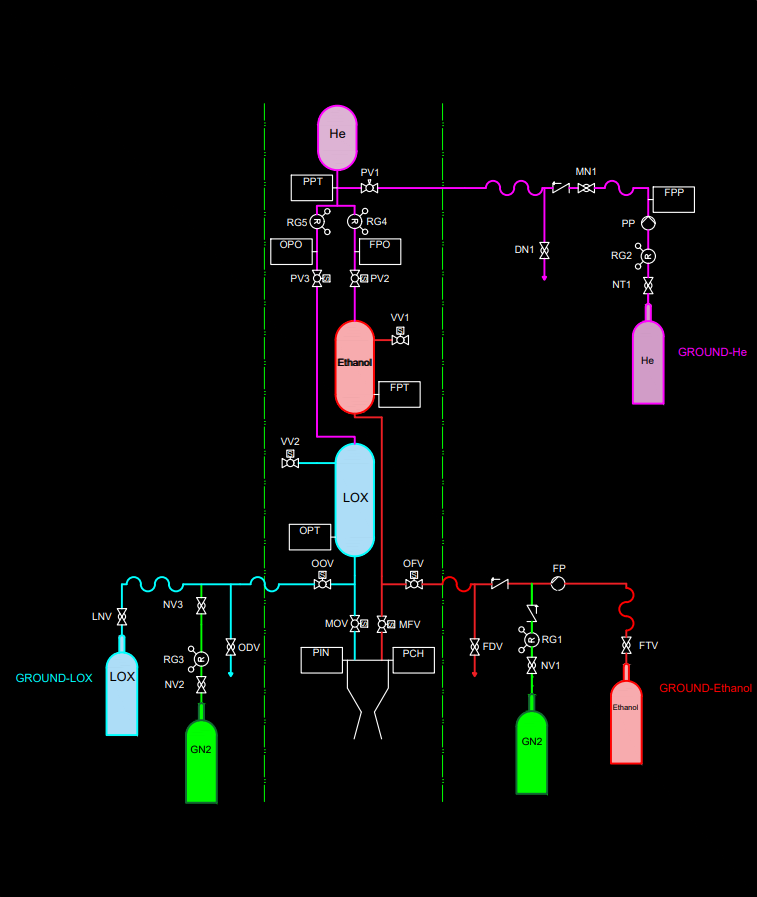 He
PPT
PV1
MN1
FPP
RG5
R
R
RG4
PP
OPO
FPO
DN1
RG2
R
PV3
PV2
NT1
VV1
Ethanol
He
GROUND-He
FPT
VV2
LOX
OPT
OOV
OFV
FP
LNV
NV3
MOV
MFV
ODV
RG3
R
PIN
PCH
FDV
R
RG1
FTV
NV1
GROUND-LOX
LOX
NV2
GROUND-Ethanol
Ethanol
GN2
GN2